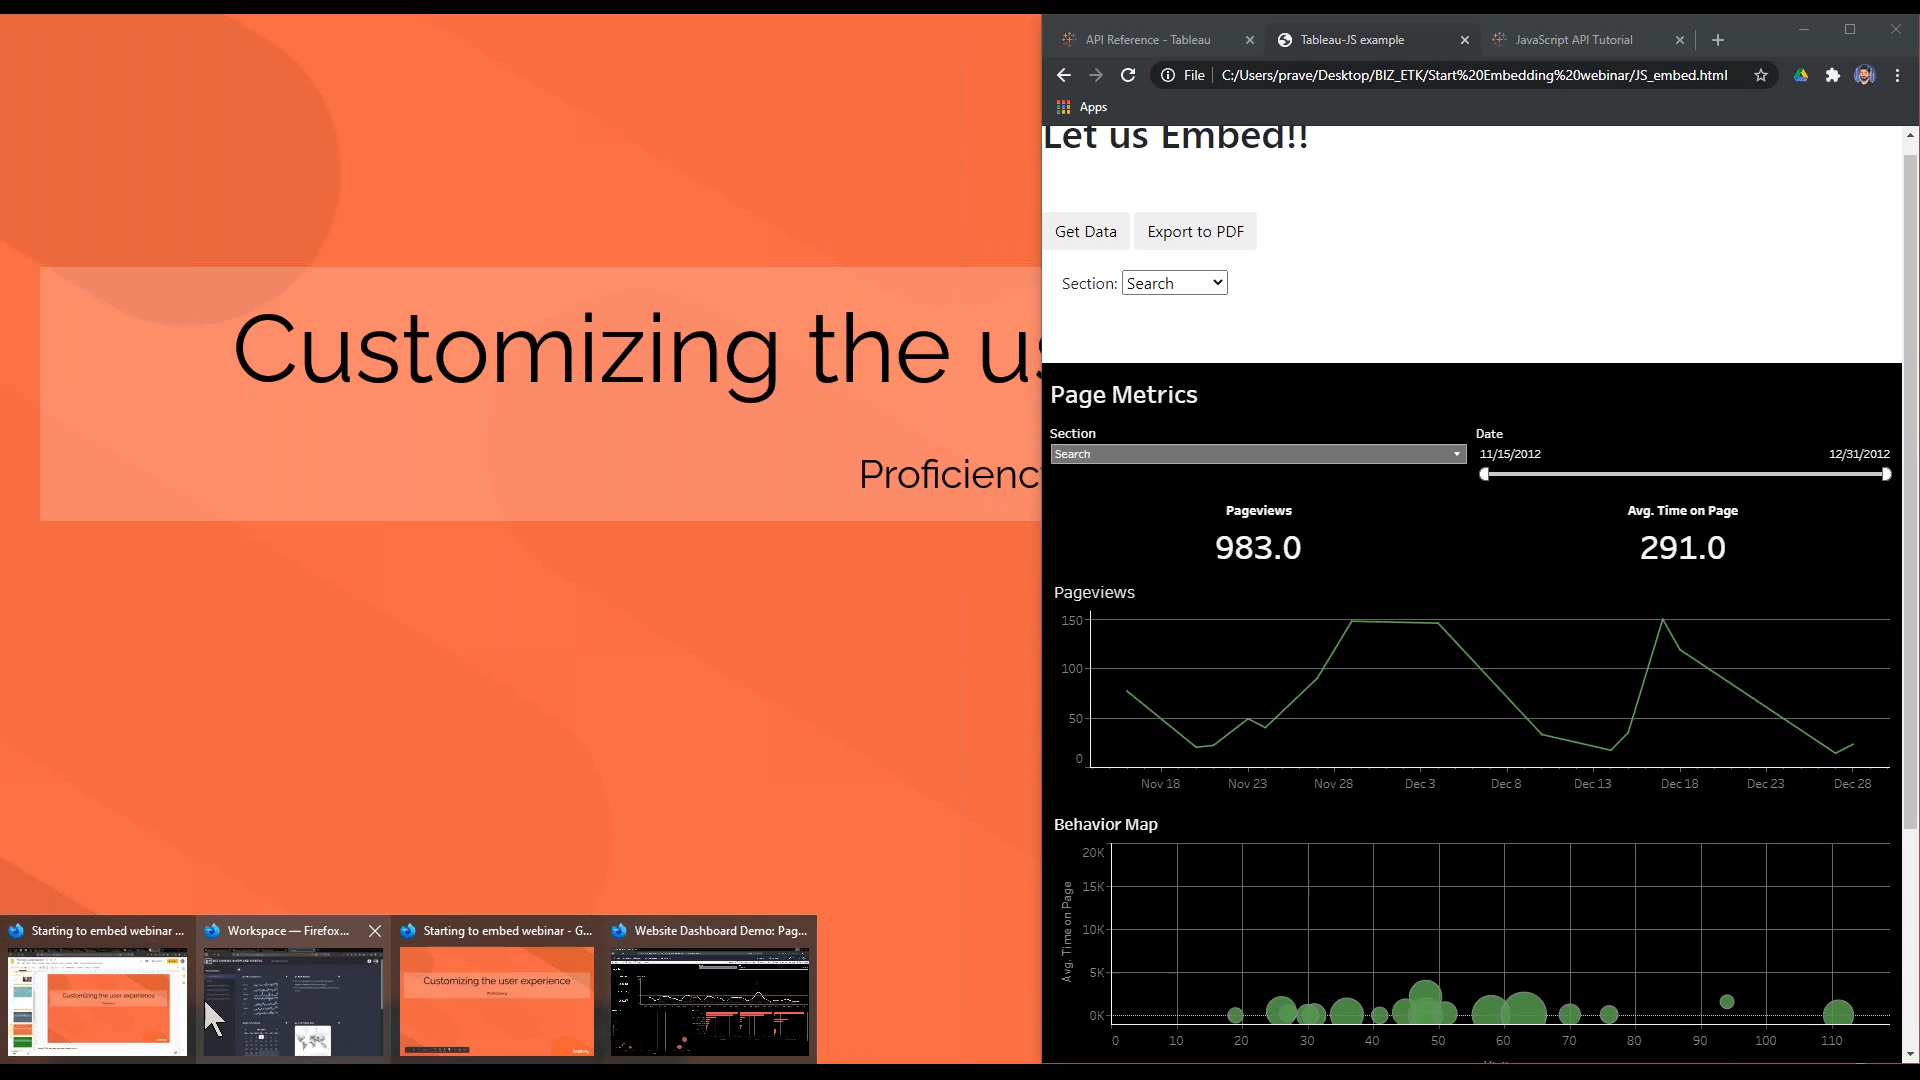 Customizing the us
Proficienc
API Reference - Tableau
Tableau-JS example
JavaScript API Tutorial
File
C:/Users/prave/Desktop/BIZ_ETK/Start%20Embedding%20webinar/JS_embed.html
Apps
Let us Embed!!
Get Data
Export to PDF
Section: Search
Page Metrics
Section
Search
Date
11/15/2012
12/31/2012
Pageviews
983.0
Avg. Time on Page
291.0
Pageviews
150
100
50
0
Nov 18
Nov 23
Nov 28
Dec 3
Dec 8
Dec 13
Dec 18
Dec 23
Dec 28
Behavior Map
Avg. Time on Page
20K
15K
10K
5K
0K
0
10
20
30
40
50
60
70
80
90
100
110
Starting to embed webinar ...
Workspace — Firefox...
Starting to embed webinar - G...
Website Dashboard Demo: Pag...
Customizing the user experience
Customizing the user experience